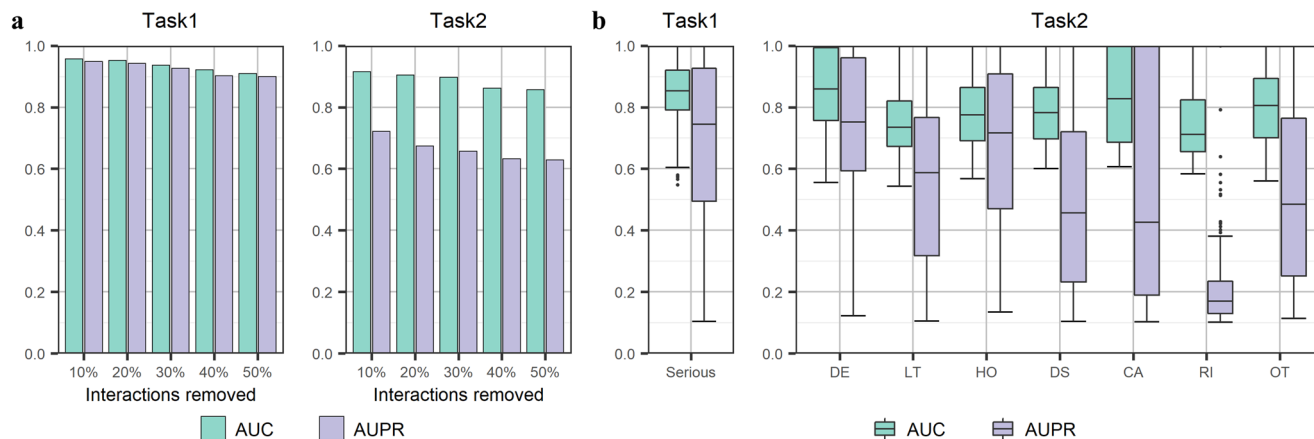 a
Task1
Task2
b
Task1
Task2
1.0
0.8
0.6
0.4
0.2
0.0
10% 20% 30% 40% 50%
Interactions removed
1.0
0.8
0.6
0.4
0.2
0.0
10% 20% 30% 40% 50%
Interactions removed
AUC AUPR
1.0
0.8
0.6
0.4
0.2
0.0
Serious
1.0
0.8
0.6
0.4
0.2
0.0
DE LT HO DS CA RI OT
AUC AUPR